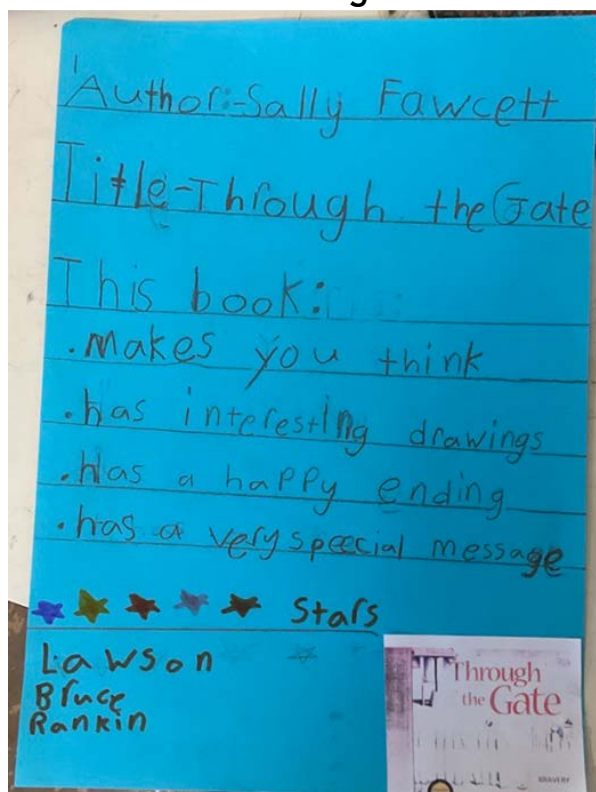 Author:-Sally Fawcett
Title-Through the Gate
This book:
.makes you think
.has interesting drawings
.Has a happy ending
.has a very speecial message
Stars
Lawson
Bruce
Rankin
Through
the Gate
BRAVERY